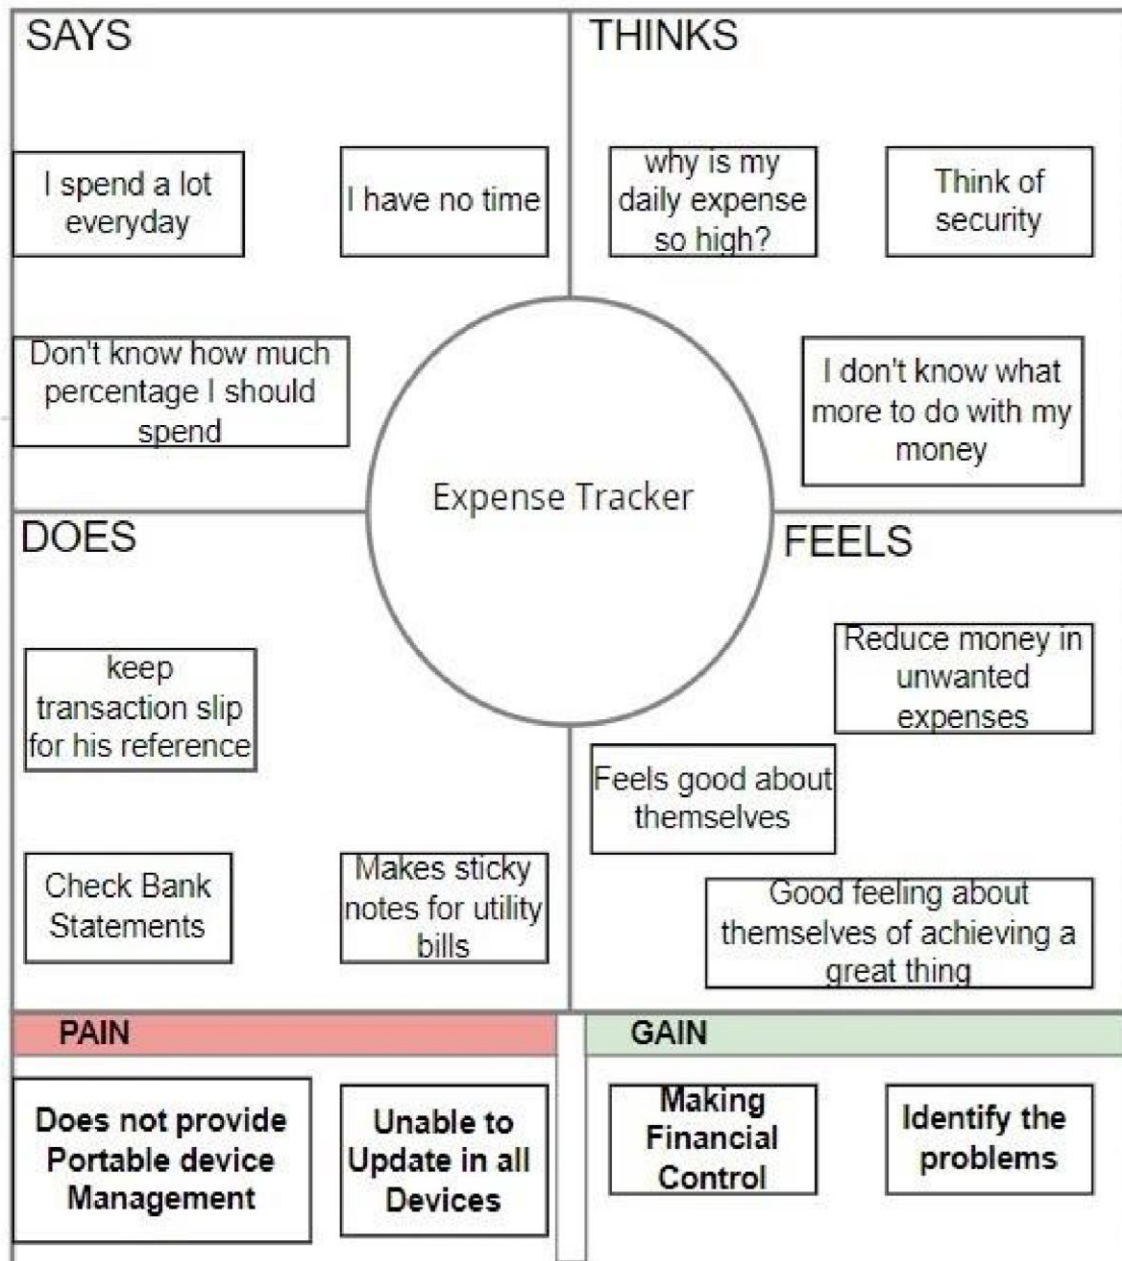 SAYS
THINKS
I spend a lot
everyday
I have no time
why is my
daily expense
so high?
Think of
security
Don't know how much
percentage I should
spend
I don't know what
more to do with my
money
Expense Tracker
DOES
FEELS
keep
transaction slip
for his reference
Reduce money in
unwanted
expenses
Feels good about
themselves
Check Bank
Statements
Makes sticky
notes for utility
bills
Good feeling about
themselves of achieving a
great thing
PAIN
GAIN
Does not provide
Portable device
Management
Unable to
Update in all
Devices
Making
Financial
Control
Identify the
problems